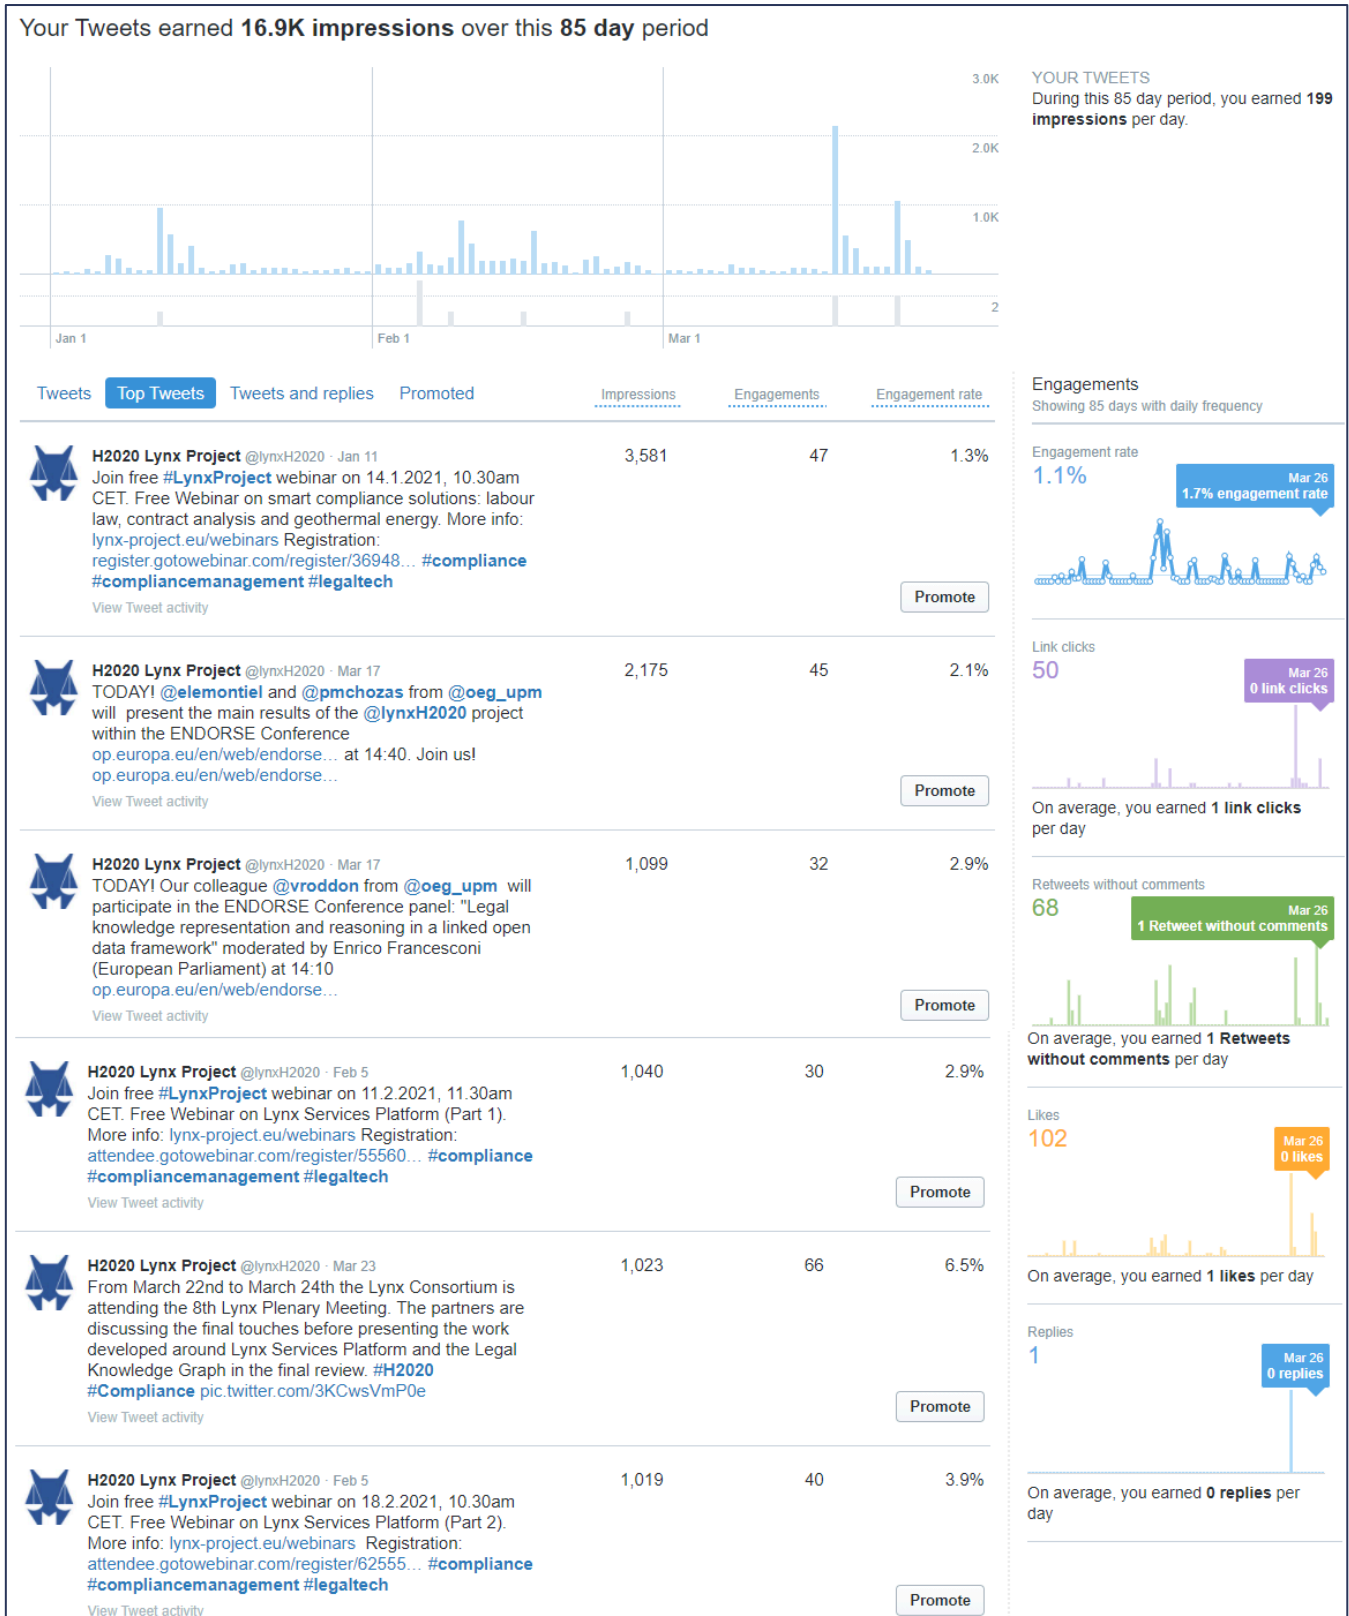 Your Tweets earned 16.9K impressions over this 85 day period
3.0K
2.0K
1.0K
2
Jan 1
Feb 1
Mar 1
YOUR TWEETS
During this 85 day period, you earned 199
impressions per day.
Tweets
Top Tweets
Tweets and replies
Promoted
Impressions
Engagements
Engagement rate
H2020 Lynx Project @lynxH2020 · Jan 11
Join free #LynxProject webinar on 14.1.2021, 10.30am
CET. Free Webinar on smart compliance solutions: labour
law, contract analysis and geothermal energy. More info:
lynx-project.eu/webinars Registration:
register.gotowebinar.com/register/36948… #compliance
#compliancemanagement #legaltech
View Tweet activity
3,581
47
1.3%
Promote
H2020 Lynx Project @lynxH2020 · Mar 17
TODAY! @elemontiel and @pmchozas from @oeg_upm
will present the main results of the @lynxH2020 project
within the ENDORSE Conference
op.europa.eu/en/web/endorse… at 14:40. Join us!
op.europa.eu/en/web/endorse…
View Tweet activity
2,175
45
2.1%
Promote
H2020 Lynx Project @lynxH2020 · Mar 17
TODAY! Our colleague @vroddon from @oeg_upm will
participate in the ENDORSE Conference panel: "Legal
knowledge representation and reasoning in a linked open
data framework" moderated by Enrico Francesconi
(European Parliament) at 14:10
op.europa.eu/en/web/endorse…
View Tweet activity
1,099
32
2.9%
Promote
H2020 Lynx Project @lynxH2020 · Feb 5
Join free #LynxProject webinar on 11.2.2021, 11.30am
CET. Free Webinar on Lynx Services Platform (Part 1).
More info: lynx-project.eu/webinars Registration:
attendee.gotowebinar.com/register/55560… #compliance
#compliancemanagement #legaltech
View Tweet activity
1,040
30
2.9%
Promote
H2020 Lynx Project @lynxH2020 · Mar 23
From March 22nd to March 24th the Lynx Consortium is
attending the 8th Lynx Plenary Meeting. The partners are
discussing the final touches before presenting the work
developed around Lynx Services Platform and the Legal
Knowledge Graph in the final review. #H2020
#Compliance pic.twitter.com/3KCwsVmP0e
View Tweet activity
1,023
66
6.5%
Promote
H2020 Lynx Project @lynxH2020 · Feb 5
Join free #LynxProject webinar on 18.2.2021, 10.30am
CET. Free Webinar on Lynx Services Platform (Part 2).
More info: lynx-project.eu/webinars Registration:
attendee.gotowebinar.com/register/62555… #compliance
#compliancemanagement #legaltech
View Tweet activity
1,019
40
3.9%
Promote
Engagements
Showing 85 days with daily frequency
Engagement rate
1.1%
Mar 26
1.7% engagement rate
Link clicks
50
Mar 26
0 link clicks
On average, you earned 1 link clicks
per day
Retweets without comments
68
Mar 26
1 Retweet without comments
On average, you earned 1 Retweets
without comments per day
Likes
102
Mar 26
0 likes
On average, you earned 1 likes per day
Replies
1
Mar 26
0 replies
On average, you earned 0 replies per
day